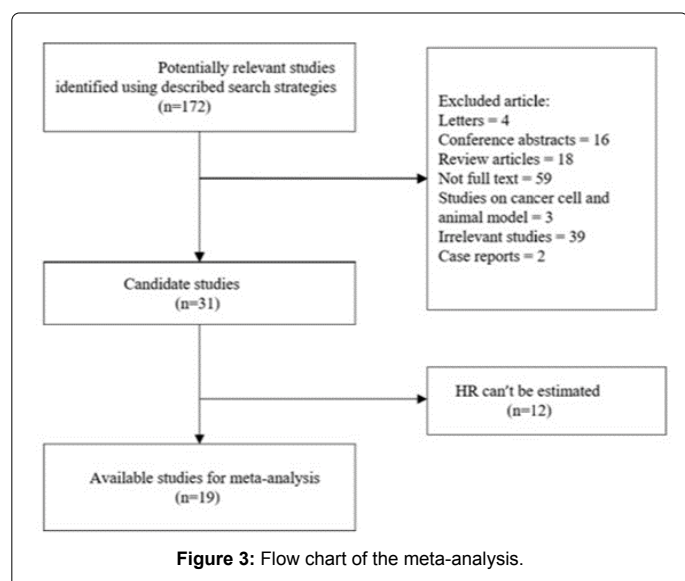 Potentially relevant studies
identified using described search strategies
(n=172)
Excluded article:
Letters = 4
Conference abstracts = 16
Review articles = 18
Not full text = 59
Studies on cancer cell and
animal model = 3
Irrelevant studies = 39
Case reports = 2
Candidate studies
(n=31)
HR can't be estimated
(n=12)
Available studies for meta-analysis
(n=19)
Figure 3: Flow chart of the meta-analysis.